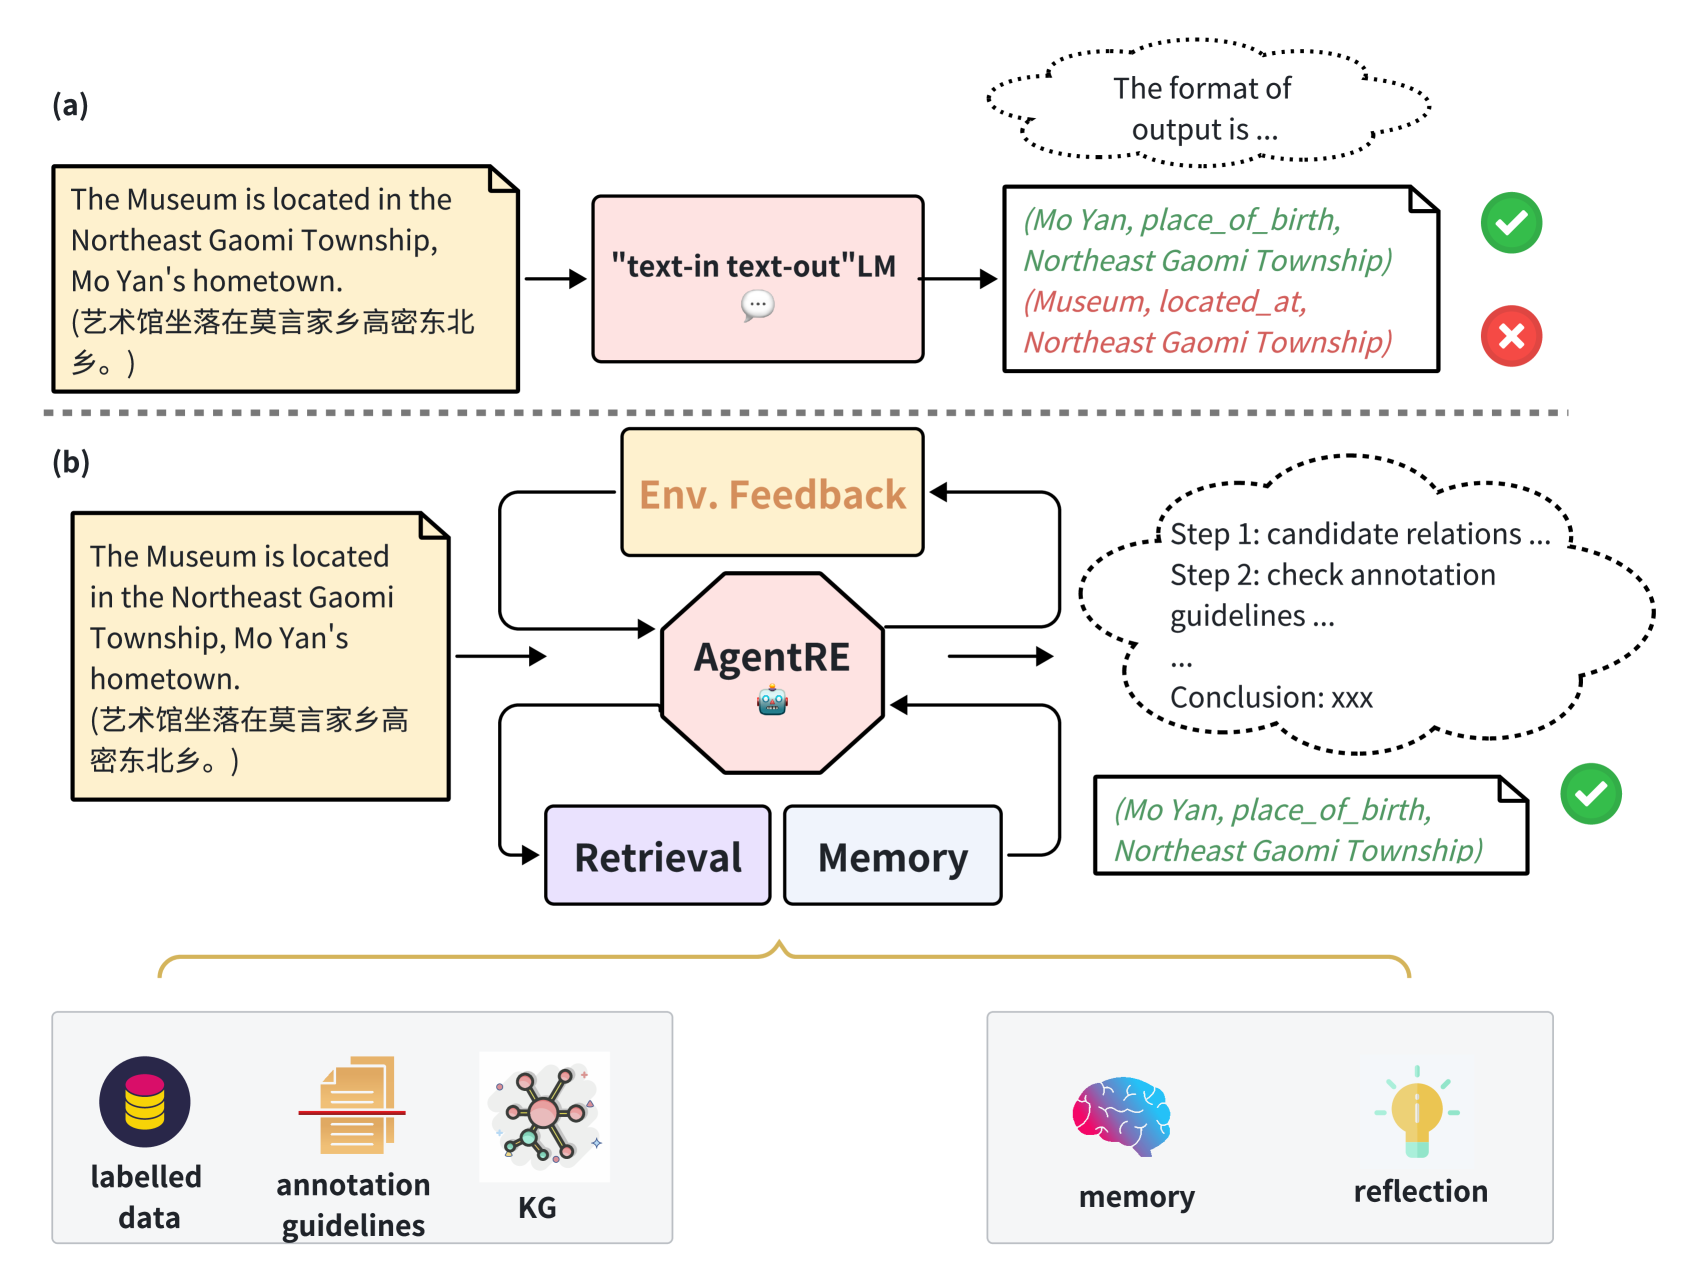 (a)
The format of
output is ...
The Museum is located in the
Northeast Gaomi Township,
Mo Yan's hometown.
(艺术馆坐落在莫言家乡高密东北
乡。)
"text-in text-out"LM
(Mo Yan, place_of_birth,
Northeast Gaomi Township)
(Museum, located_at,
Northeast Gaomi Township)
(b)
Env. Feedback
The Museum is located
in the Northeast Gaomi
Township, Mo Yan's
hometown.
(艺术馆坐落在莫言家乡高
密东北乡。)
AgentRE
Step 1: candidate relations ...
Step 2: check annotation
guidelines ...
...
Conclusion: xxx
Retrieval
Memory
(Mo Yan, place_of_birth,
Northeast Gaomi Township)
labelled
data
annotation
guidelines
KG
memory
reflection